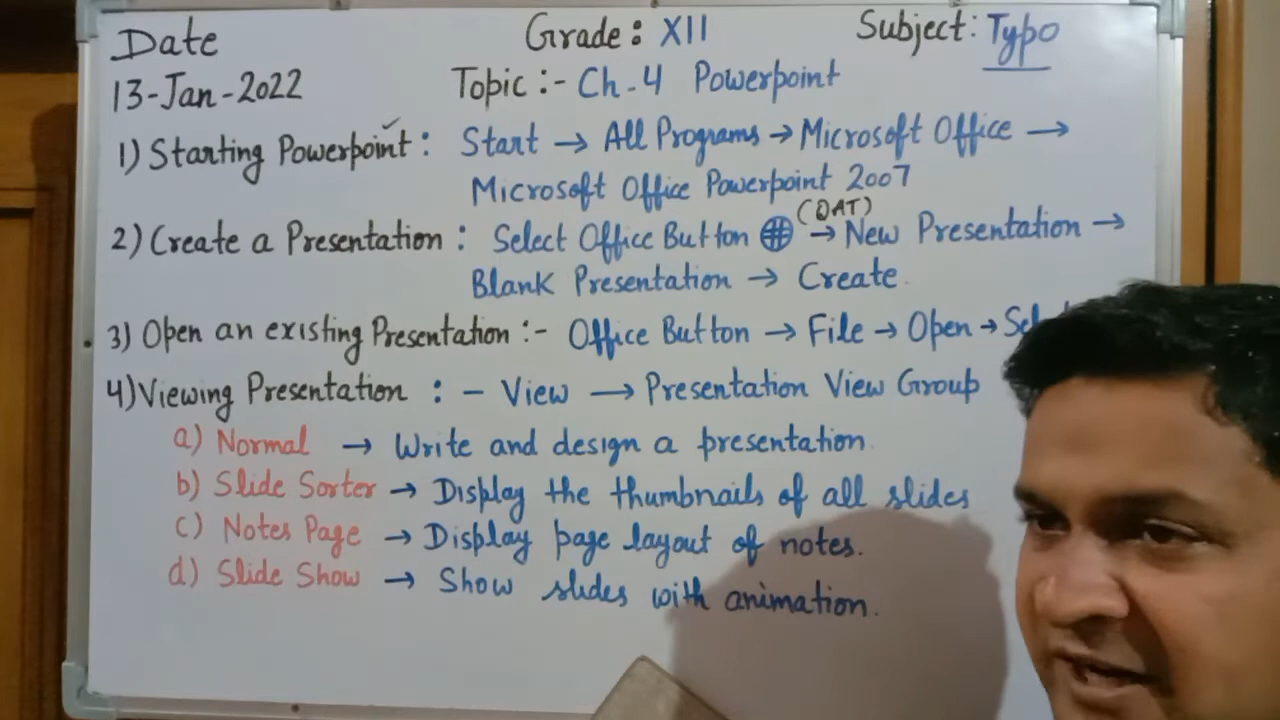 Date Grade: XII Subject: Typo
13-Jan-2022 Topic :- Ch-4 Powerpoint
1) Starting Powerpoint : Start → All Programs → Microsoft Office →
Microsoft Office Powerpoint 2007
(QAT)
2) Create a Presentation : Select Office Button → New Presentation →
Blank Presentation → Create
3) Open an existing Presentation :- Office Button → File → Open →
4) Viewing Presentation : - View → Presentation View Group
a) Normal → Write and design a presentation
b) Slide Sorter → Display the thumbnails of all slides
c) Notes Page → Display page layout of notes.
d) Slide Show → Show slides with animation.